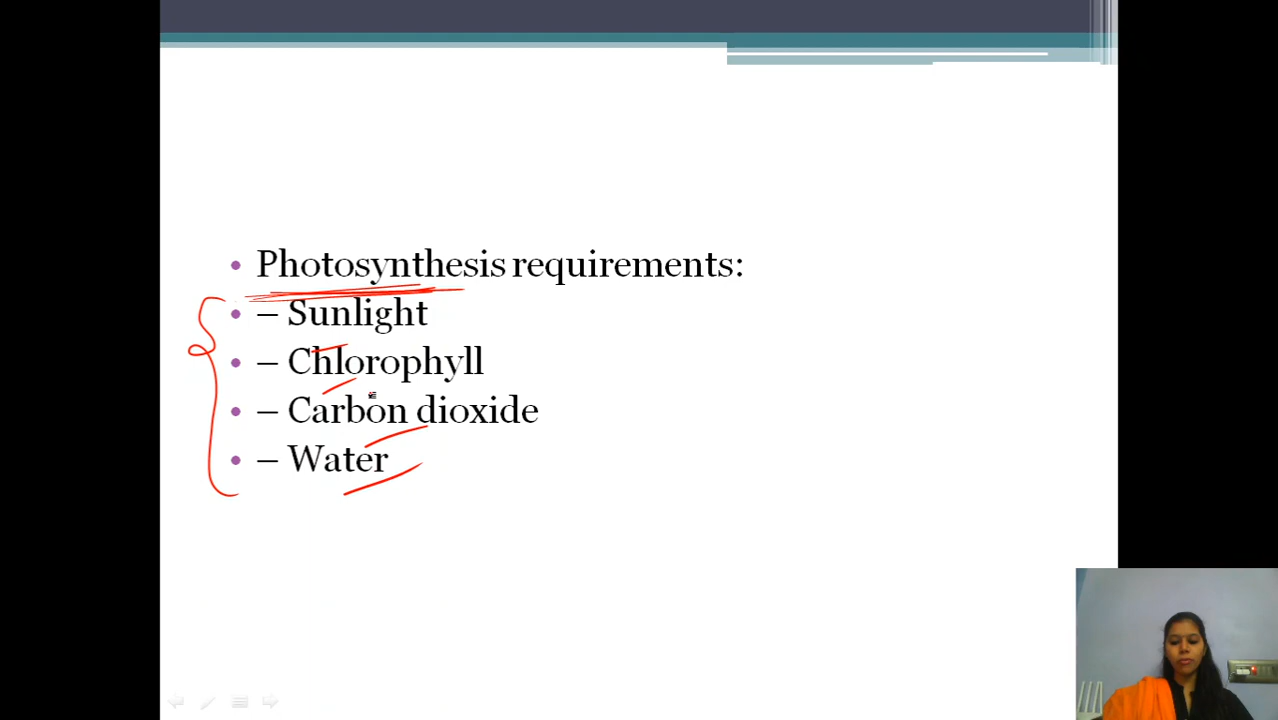 • Photosynthesis requirements:
• – Sunlight
• – Chlorophyll
• – Carbon dioxide
• – Water